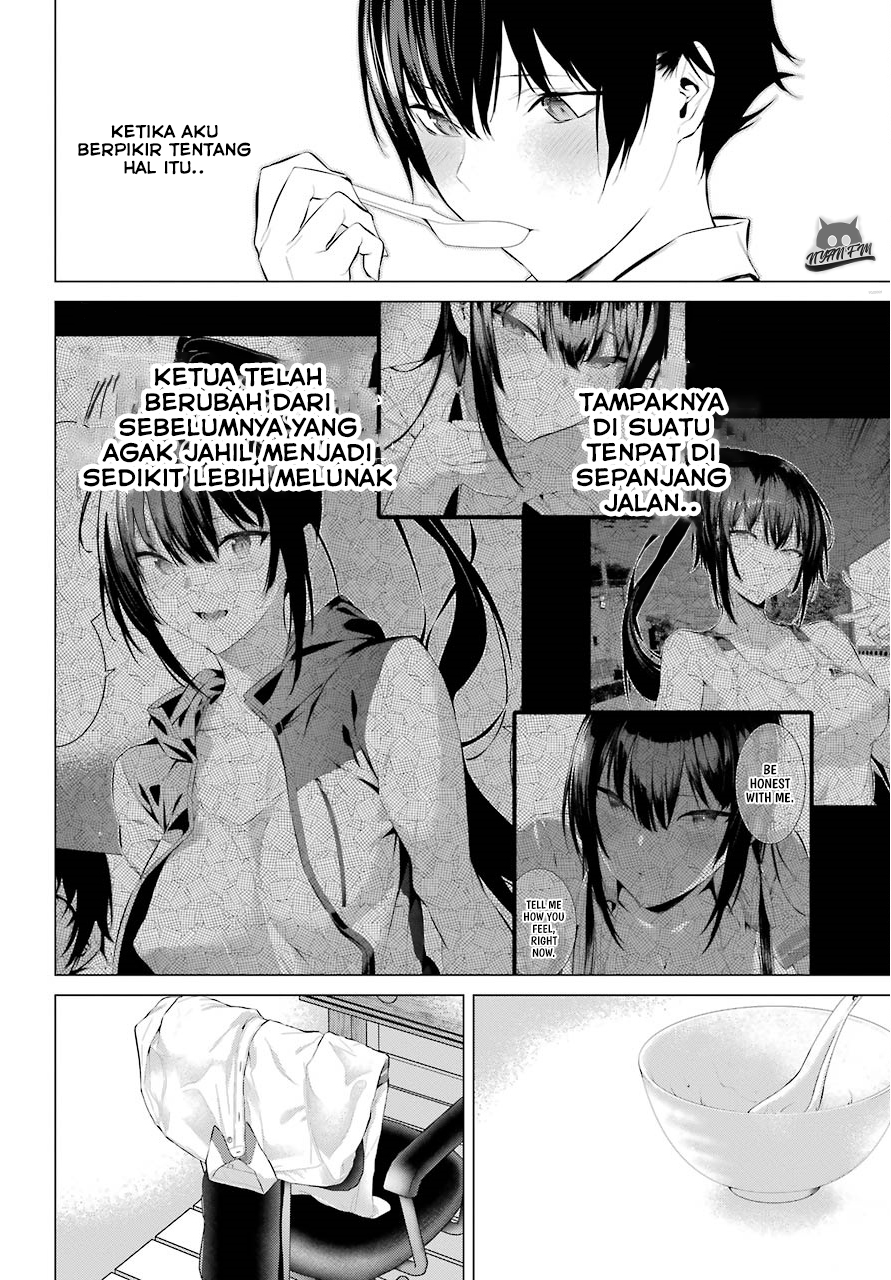 KETIKA AKU
BERPIKIR TENTANG
HAL ITU..
NYAN FM
TAMPAKNYA
DI SUATU
TENPAT DI
SEPANJANG
JALAN..
KETUA TELAH
BERUBAH DARI
SEBELUMNYA YANG
AGAK JAHIL MENJADI
SEDIKIT LEBIH MELUNAK
BE
HONEST
WITH ME.
TELL ME
HOW YOU
FEEL,
RIGHT
NOW.